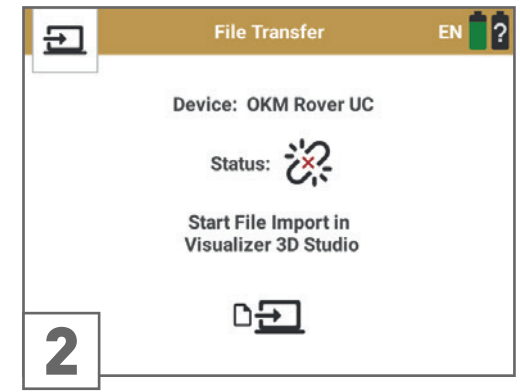 File Transfer
EN
?
Device: OKM Rover UC
Status:
Start File Import in
Visualizer 3D Studio
2